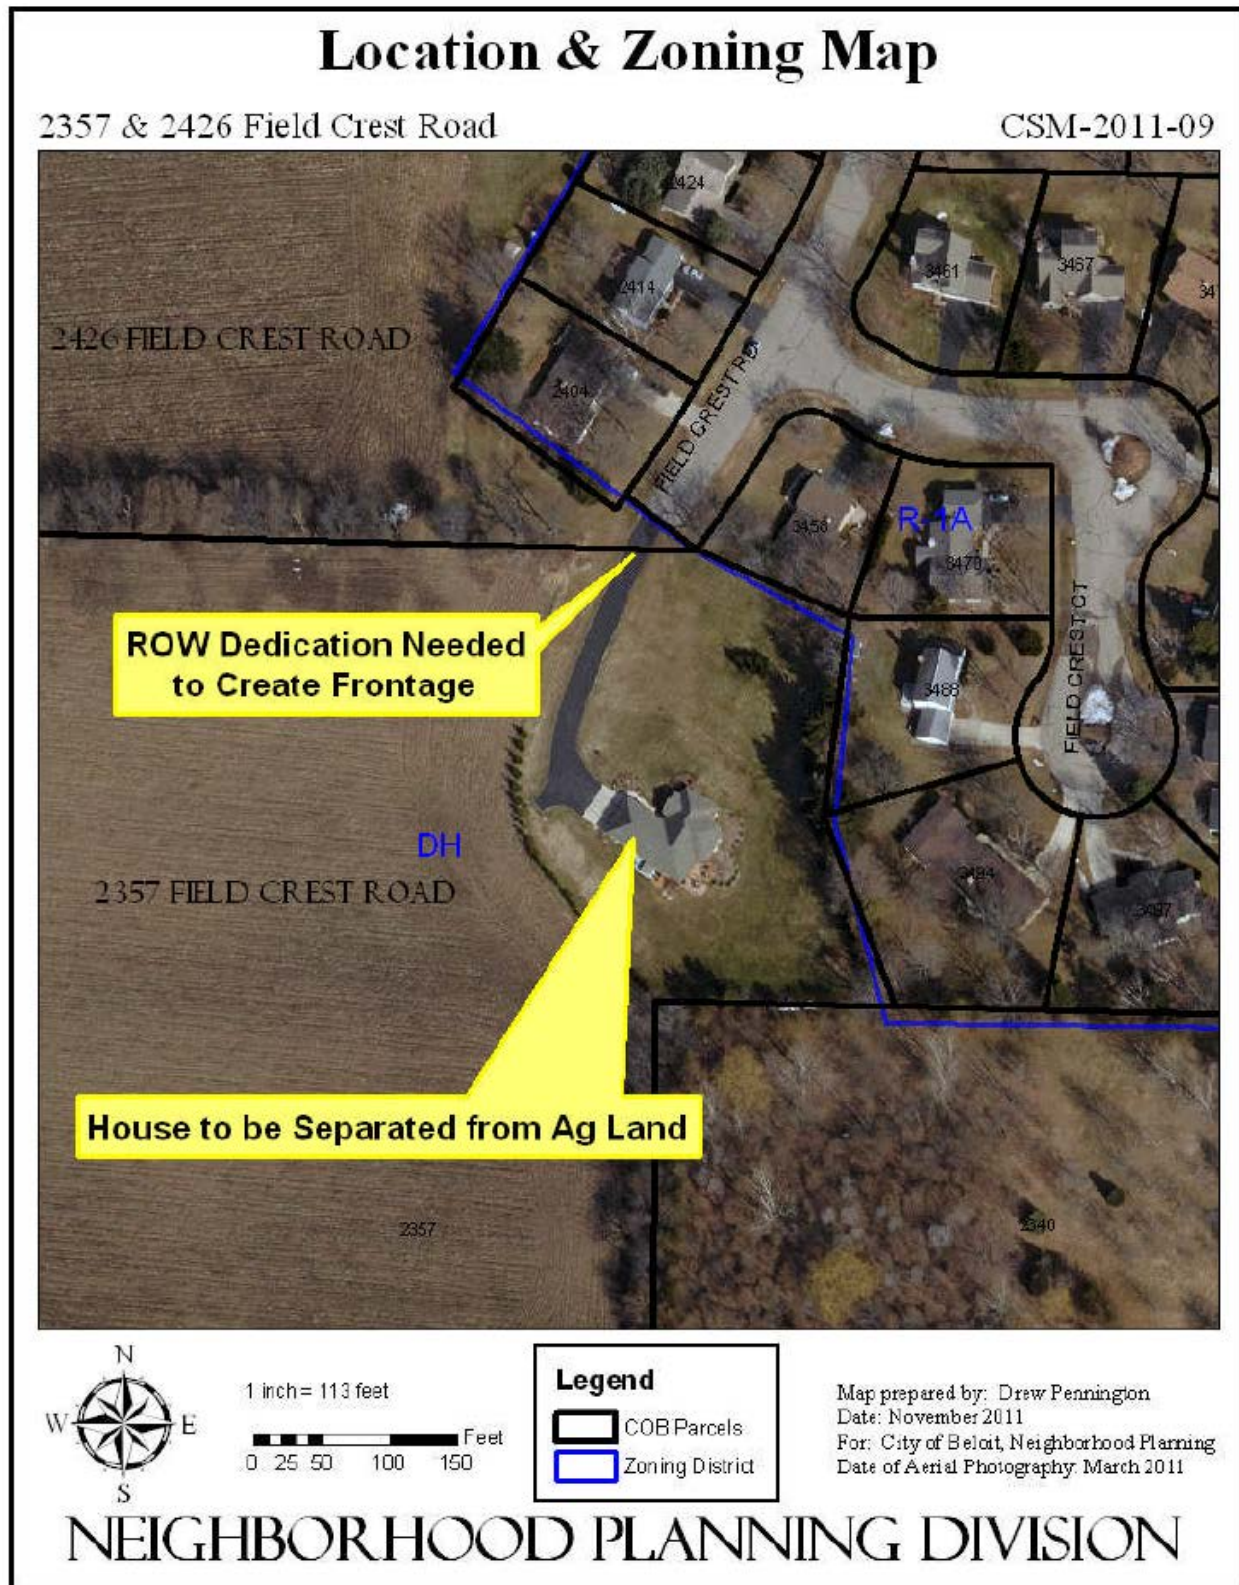 Location & Zoning Map
2357 & 2426 Field Crest Road
CSM-2011-09
2424
2414
2404
3461
3467
2426 FIELD CREST ROAD
FIELD CREST RD
3458
R-1A
3470
FIELD CREST CT
ROW Dedication Needed
to Create Frontage
3488
DH
2357 FIELD CREST ROAD
3494
3497
House to be Separated from Ag Land
2357
2340
N
W E
S
1 inch = 113 feet
Feet
0 25 50 100 150
Legend
COB Parcels
Zoning District
Map prepared by: Drew Pennington
Date: November 2011
For: City of Beloit, Neighborhood Planning
Date of Aerial Photography: March 2011
NEIGHBORHOOD PLANNING DIVISION